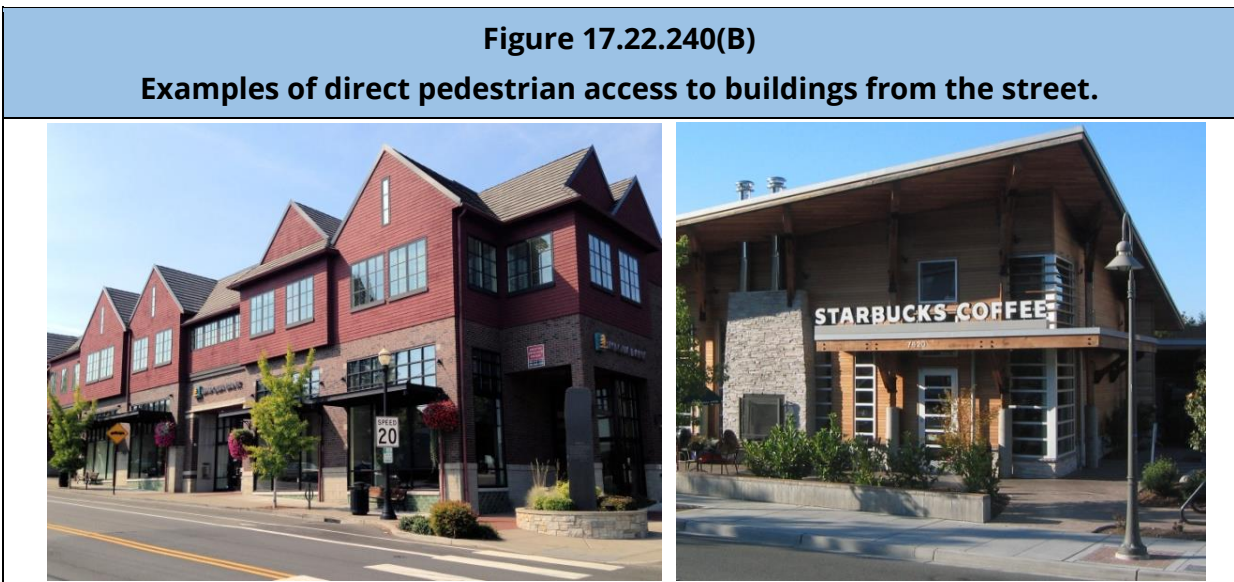 Figure 17.22.240(B)
Examples of direct pedestrian access to buildings from the street.
SPEED
20
STARBUCKS COFFEE